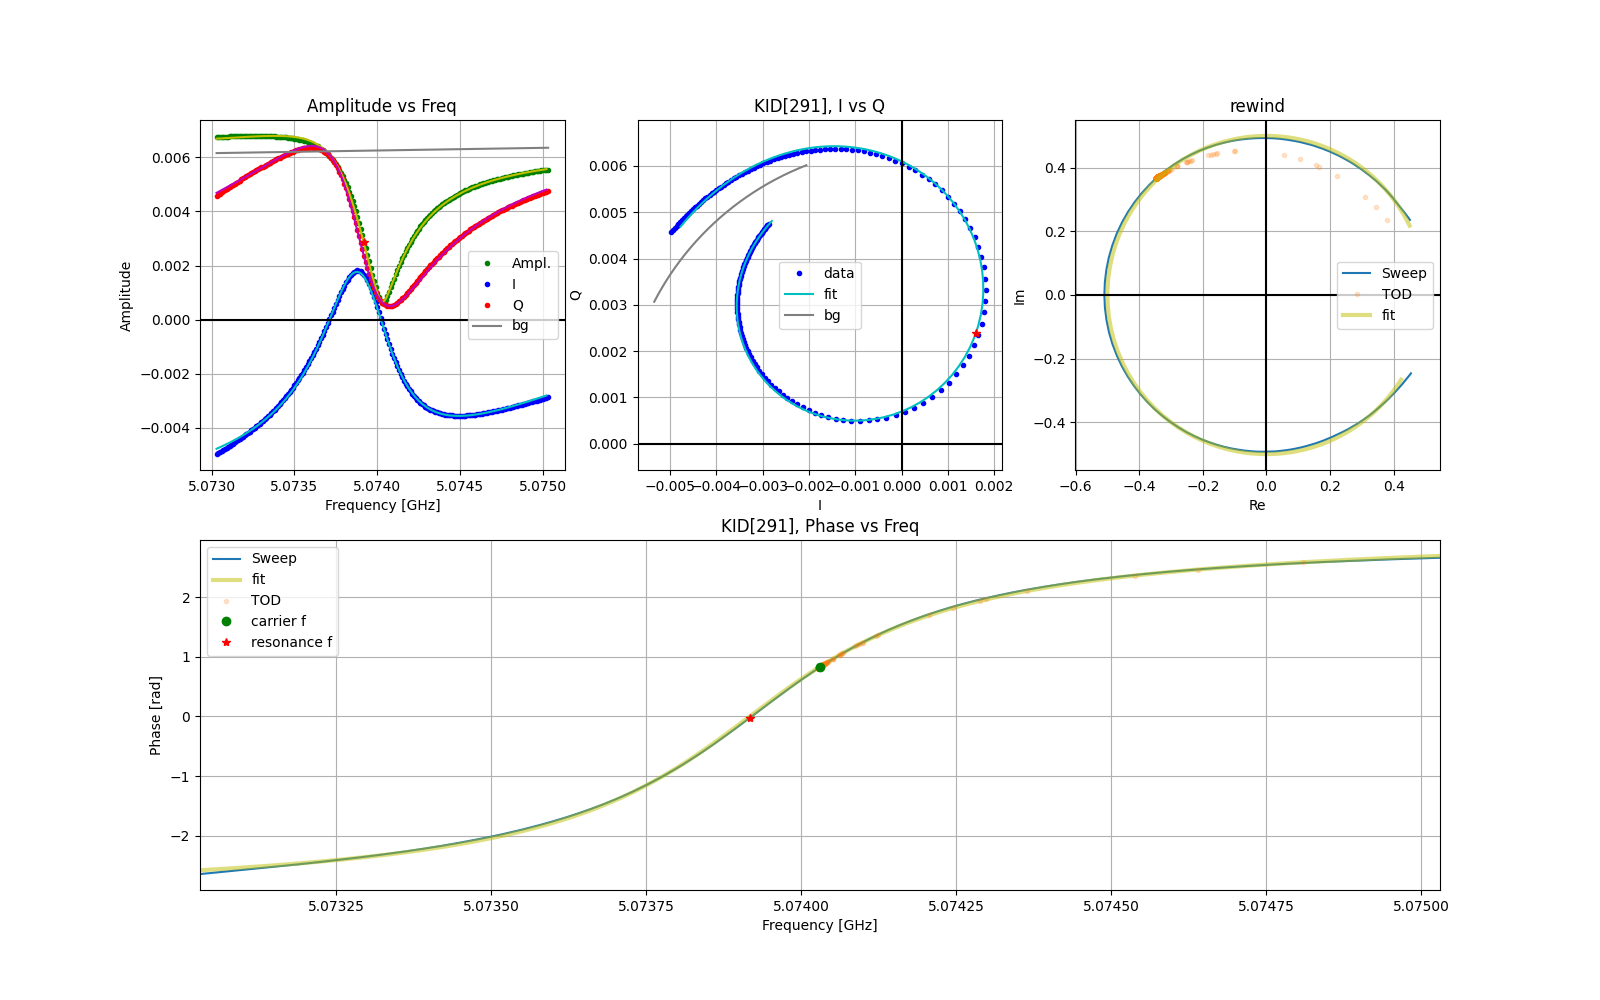 Amplitude vs Freq
Amplitude
0.006
0.004
0.002
0.000
−0.002
−0.004
Ampl.
I
Q
bg
5.0730
5.0735
5.0740
5.0745
5.0750
Frequency [GHz]
KID[291], I vs Q
Q
0.006
0.005
0.004
0.003
0.002
0.001
0.000
data
fit
bg
−0.005
−0.004
−0.003
−0.002
−0.001
0.000
0.001
0.002
I
rewind
Im
0.4
0.2
0.0
−0.2
−0.4
Sweep
TOD
fit
−0.6
−0.4
−0.2
0.0
0.2
0.4
Re
KID[291], Phase vs Freq
Phase [rad]
2
1
0
−1
−2
Sweep
fit
TOD
carrier f
resonance f
5.07325
5.07350
5.07375
5.07400
5.07425
5.07450
5.07475
5.07500
Frequency [GHz]